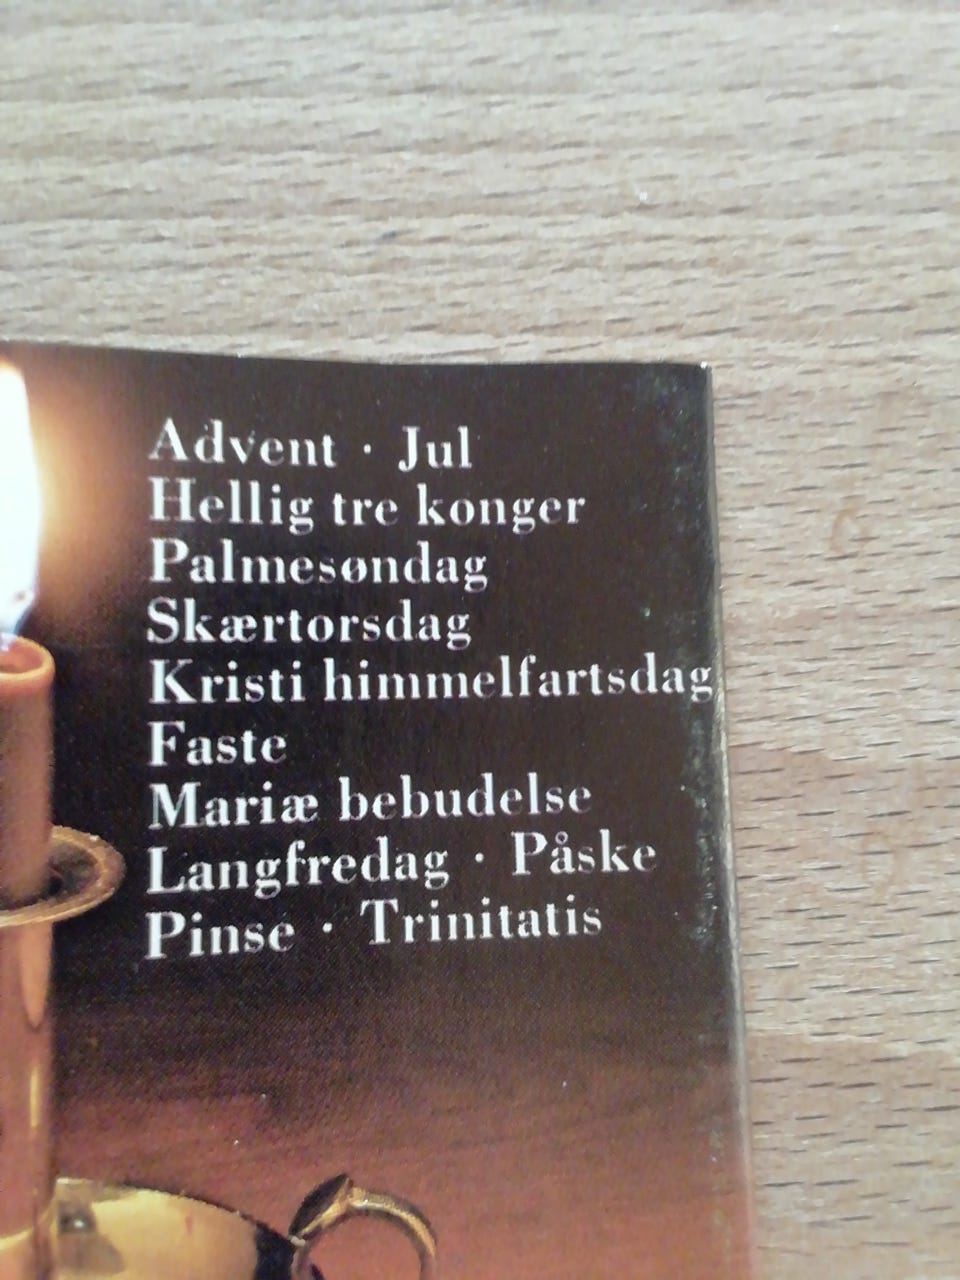 Advent · Jul
Hellig tre konger
Palmesøndag
Skærtorsdag
Kristi himmelfartsdag
Faste
Mariæ bebudelse
Langfredag · Påske
Pinse · Trinitatis